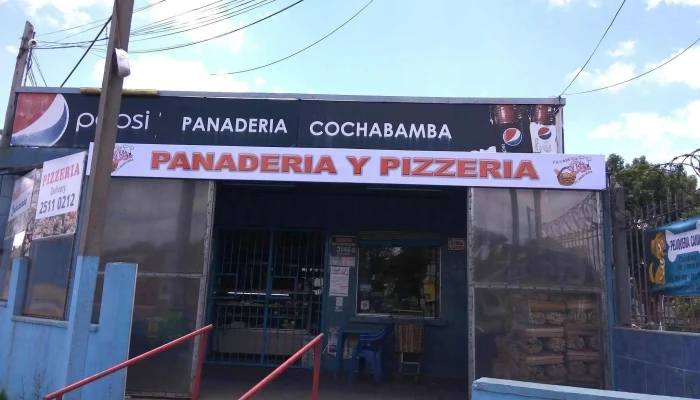 pepsi
PANADERIA COCHABAMBA
PANADERIA Y PIZZERIA
PIZZERIA
Delivery
2511 0212